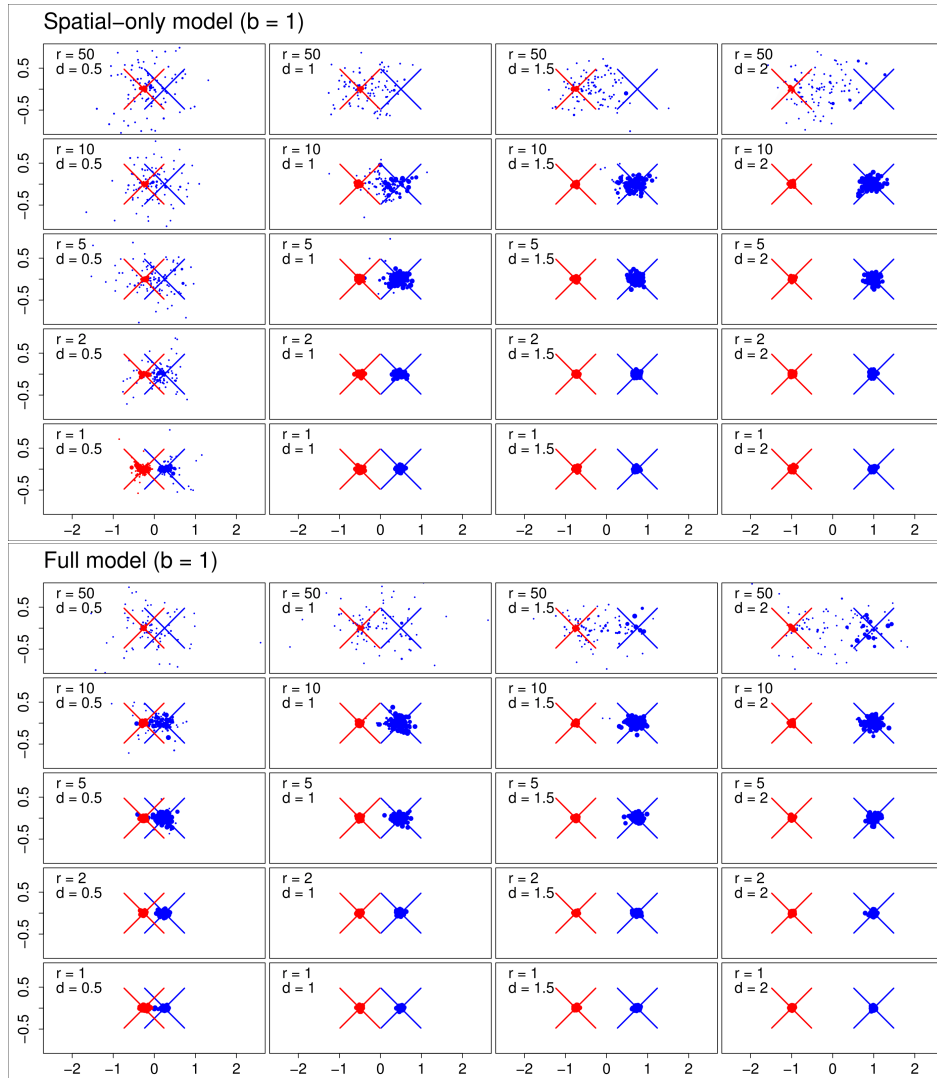 Spatial−only model (b = 1)
r = 50 r = 50 r = 50 r = 50
0.5 d = 0.5 d = 1 d = 1.5 d = 2
−0.5
r = 10 r = 10 r = 10 r = 10
0.5 d = 0.5 d = 1 d = 1.5 d = 2
−0.5
r = 5 r = 5 r = 5 r = 5
0.5 d = 0.5 d = 1 d = 1.5 d = 2
−0.5
r = 2 r = 2 r = 2 r = 2
0.5 d = 0.5 d = 1 d = 1.5 d = 2
−0.5
r = 1 r = 1 r = 1 r = 1
0.5 d = 0.5 d = 1 d = 1.5 d = 2
−0.5
−2 −1 0 1 2 −2 −1 0 1 2 −2 −1 0 1 2 −2 −1 0 1 2
Full model (b = 1)
r = 50 r = 50 r = 50 r = 50
0.5 d = 0.5 d = 1 d = 1.5 d = 2
−0.5
r = 10 r = 10 r = 10 r = 10
0.5 d = 0.5 d = 1 d = 1.5 d = 2
−0.5
r = 5 r = 5 r = 5 r = 5
0.5 d = 0.5 d = 1 d = 1.5 d = 2
−0.5
r = 2 r = 2 r = 2 r = 2
0.5 d = 0.5 d = 1 d = 1.5 d = 2
−0.5
r = 1 r = 1 r = 1 r = 1
0.5 d = 0.5 d = 1 d = 1.5 d = 2
−0.5
−2 −1 0 1 2 −2 −1 0 1 2 −2 −1 0 1 2 −2 −1 0 1 2